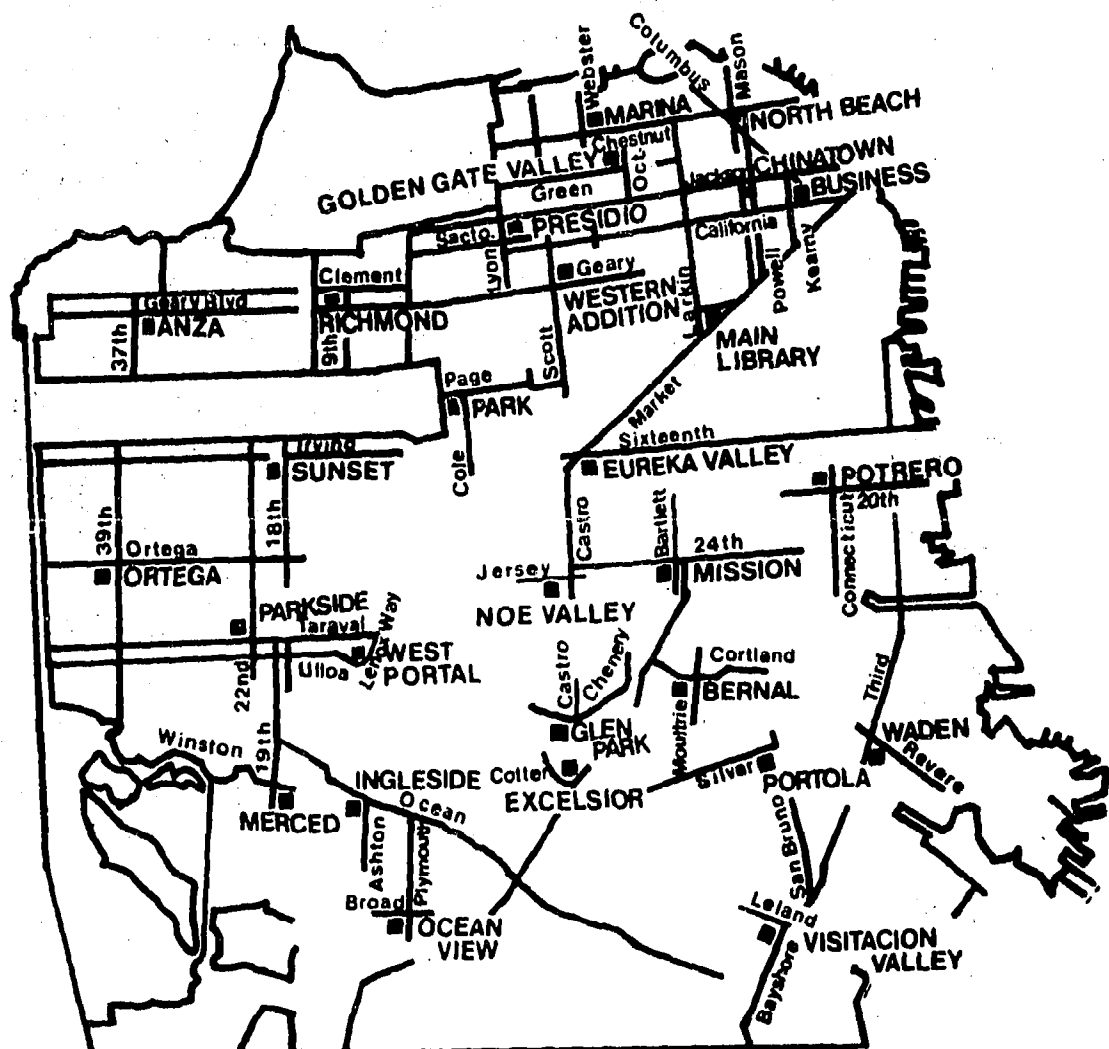 Columbus
Mason
Webster
MARINA
NORTH BEACH
Chestnut
GOLDEN GATE VALLEY
Oct.
CHINATOWN
Jackson
BUSINESS
Green
PRESIDIO
Sacto.
California
Lyon
Geary
Clement
WESTERN
ADDITION
Larkin
Powell
Kearny
Geary Blvd
ANZA
RICHMOND
MAIN
LIBRARY
37th
9th
Scott
Page
PARK
Market
Sixteenth
Irving
SUNSET
Cole
EUREKA VALLEY
POTRERO
20th
39th
18th
Castro
Bartlett
Connecticut
Ortega
ORTEGA
24th
MISSION
Jersey
NOE VALLEY
PARKSIDE
Taraval
Lenox Way
WEST
PORTAL
Ulloa
22nd
Castro
Chenery
Cortland
BERNAL
Moultrie
Third
Winston
19th
GLEN
PARK
WADEN
Revere
INGLESIDE
Cotter
EXCELSIOR
Silver
PORTOLA
MERCED
Ocean
Ashton
Plymouth
San Bruno
Broad
OCEAN
VIEW
Leland
VISITACION
VALLEY
Bayshore